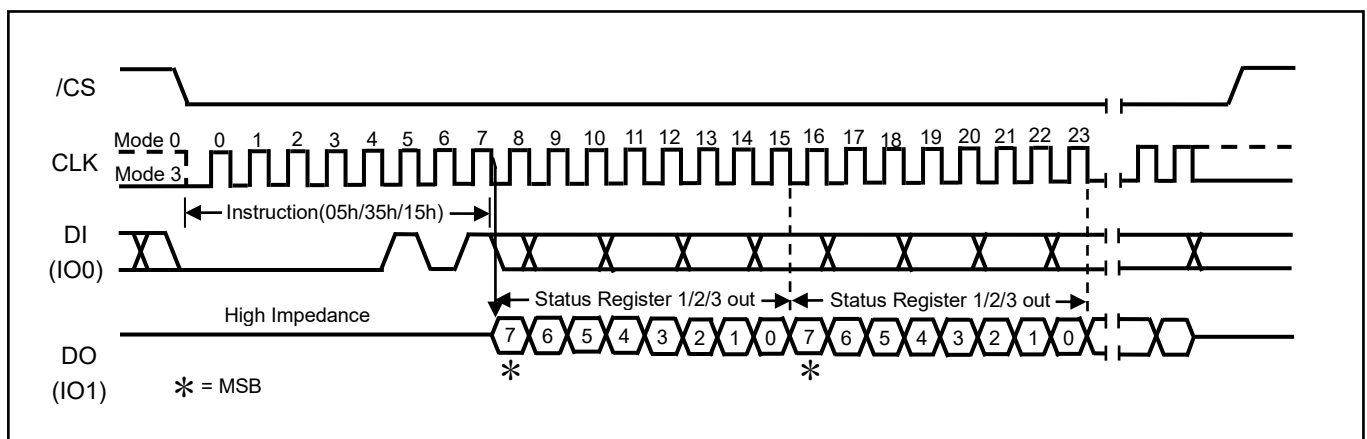 /CS
Mode 0
0 1 2 3 4 5 6 7 8 9 10 11 12 13 14 15 16 17 18 19 20 21 22 23
CLK
Mode 3
Instruction(05h/35h/15h)
DI
(IO0)
Status Register 1/2/3 out Status Register 1/2/3 out
High Impedance
7 6 5 4 3 2 1 0 7 6 5 4 3 2 1 0
DO
* *
(IO1)
* = MSB